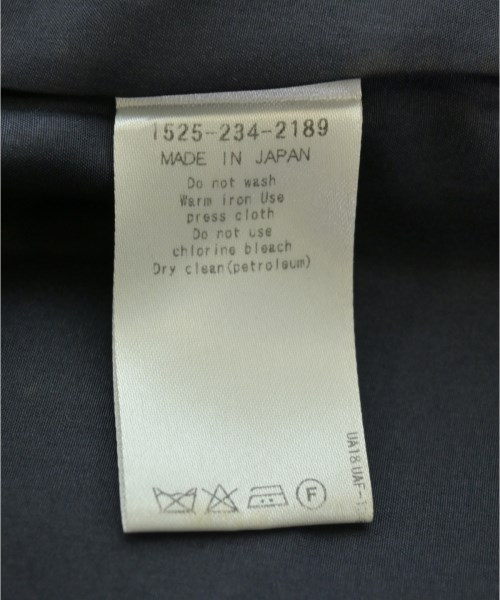 1525-234-2189
MADE IN JAPAN
Do not wash
Warm iron Use
press cloth
Do not use
chlorine bleach
Dry clean(petroleum)
UA18 UAF-
F